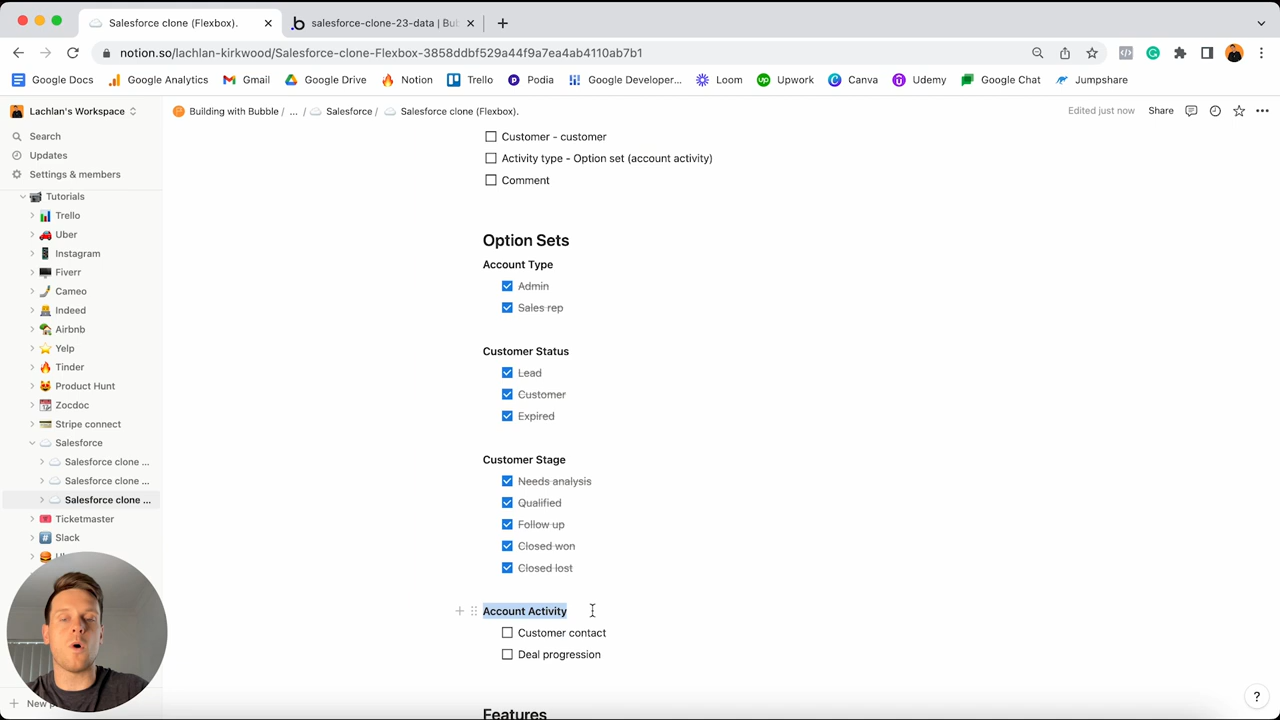 Salesforce clone (Flexbox).
salesforce-clone-23-data | Bub
notion.so/lachlan-kirkwood/Salesforce-clone-Flexbox-3858ddbf529a44f9a7ea4ab4110ab7b1
Google Docs
Google Analytics
Gmail
Google Drive
Notion
Trello
Podia
Google Developer...
Loom
Upwork
Canva
Udemy
Google Chat
Jumpshare
Lachlan's Workspace
Building with Bubble / ... / Salesforce / Salesforce clone (Flexbox).
Edited just now
Share
Search
Updates
Settings & members
Tutorials
Trello
Uber
Instagram
Fiverr
Cameo
Indeed
Airbnb
Yelp
Tinder
Product Hunt
Zocdoc
Stripe connect
Salesforce
Salesforce clone ...
Salesforce clone ...
Salesforce clone ...
Ticketmaster
Slack
Customer - customer
Activity type - Option set (account activity)
Comment
Option Sets
Account Type
Admin
Sales rep
Customer Status
Lead
Customer
Expired
Customer Stage
Needs analysis
Qualified
Follow up
Closed won
Closed lost
Account Activity
Customer contact
Deal progression
Features
New
?